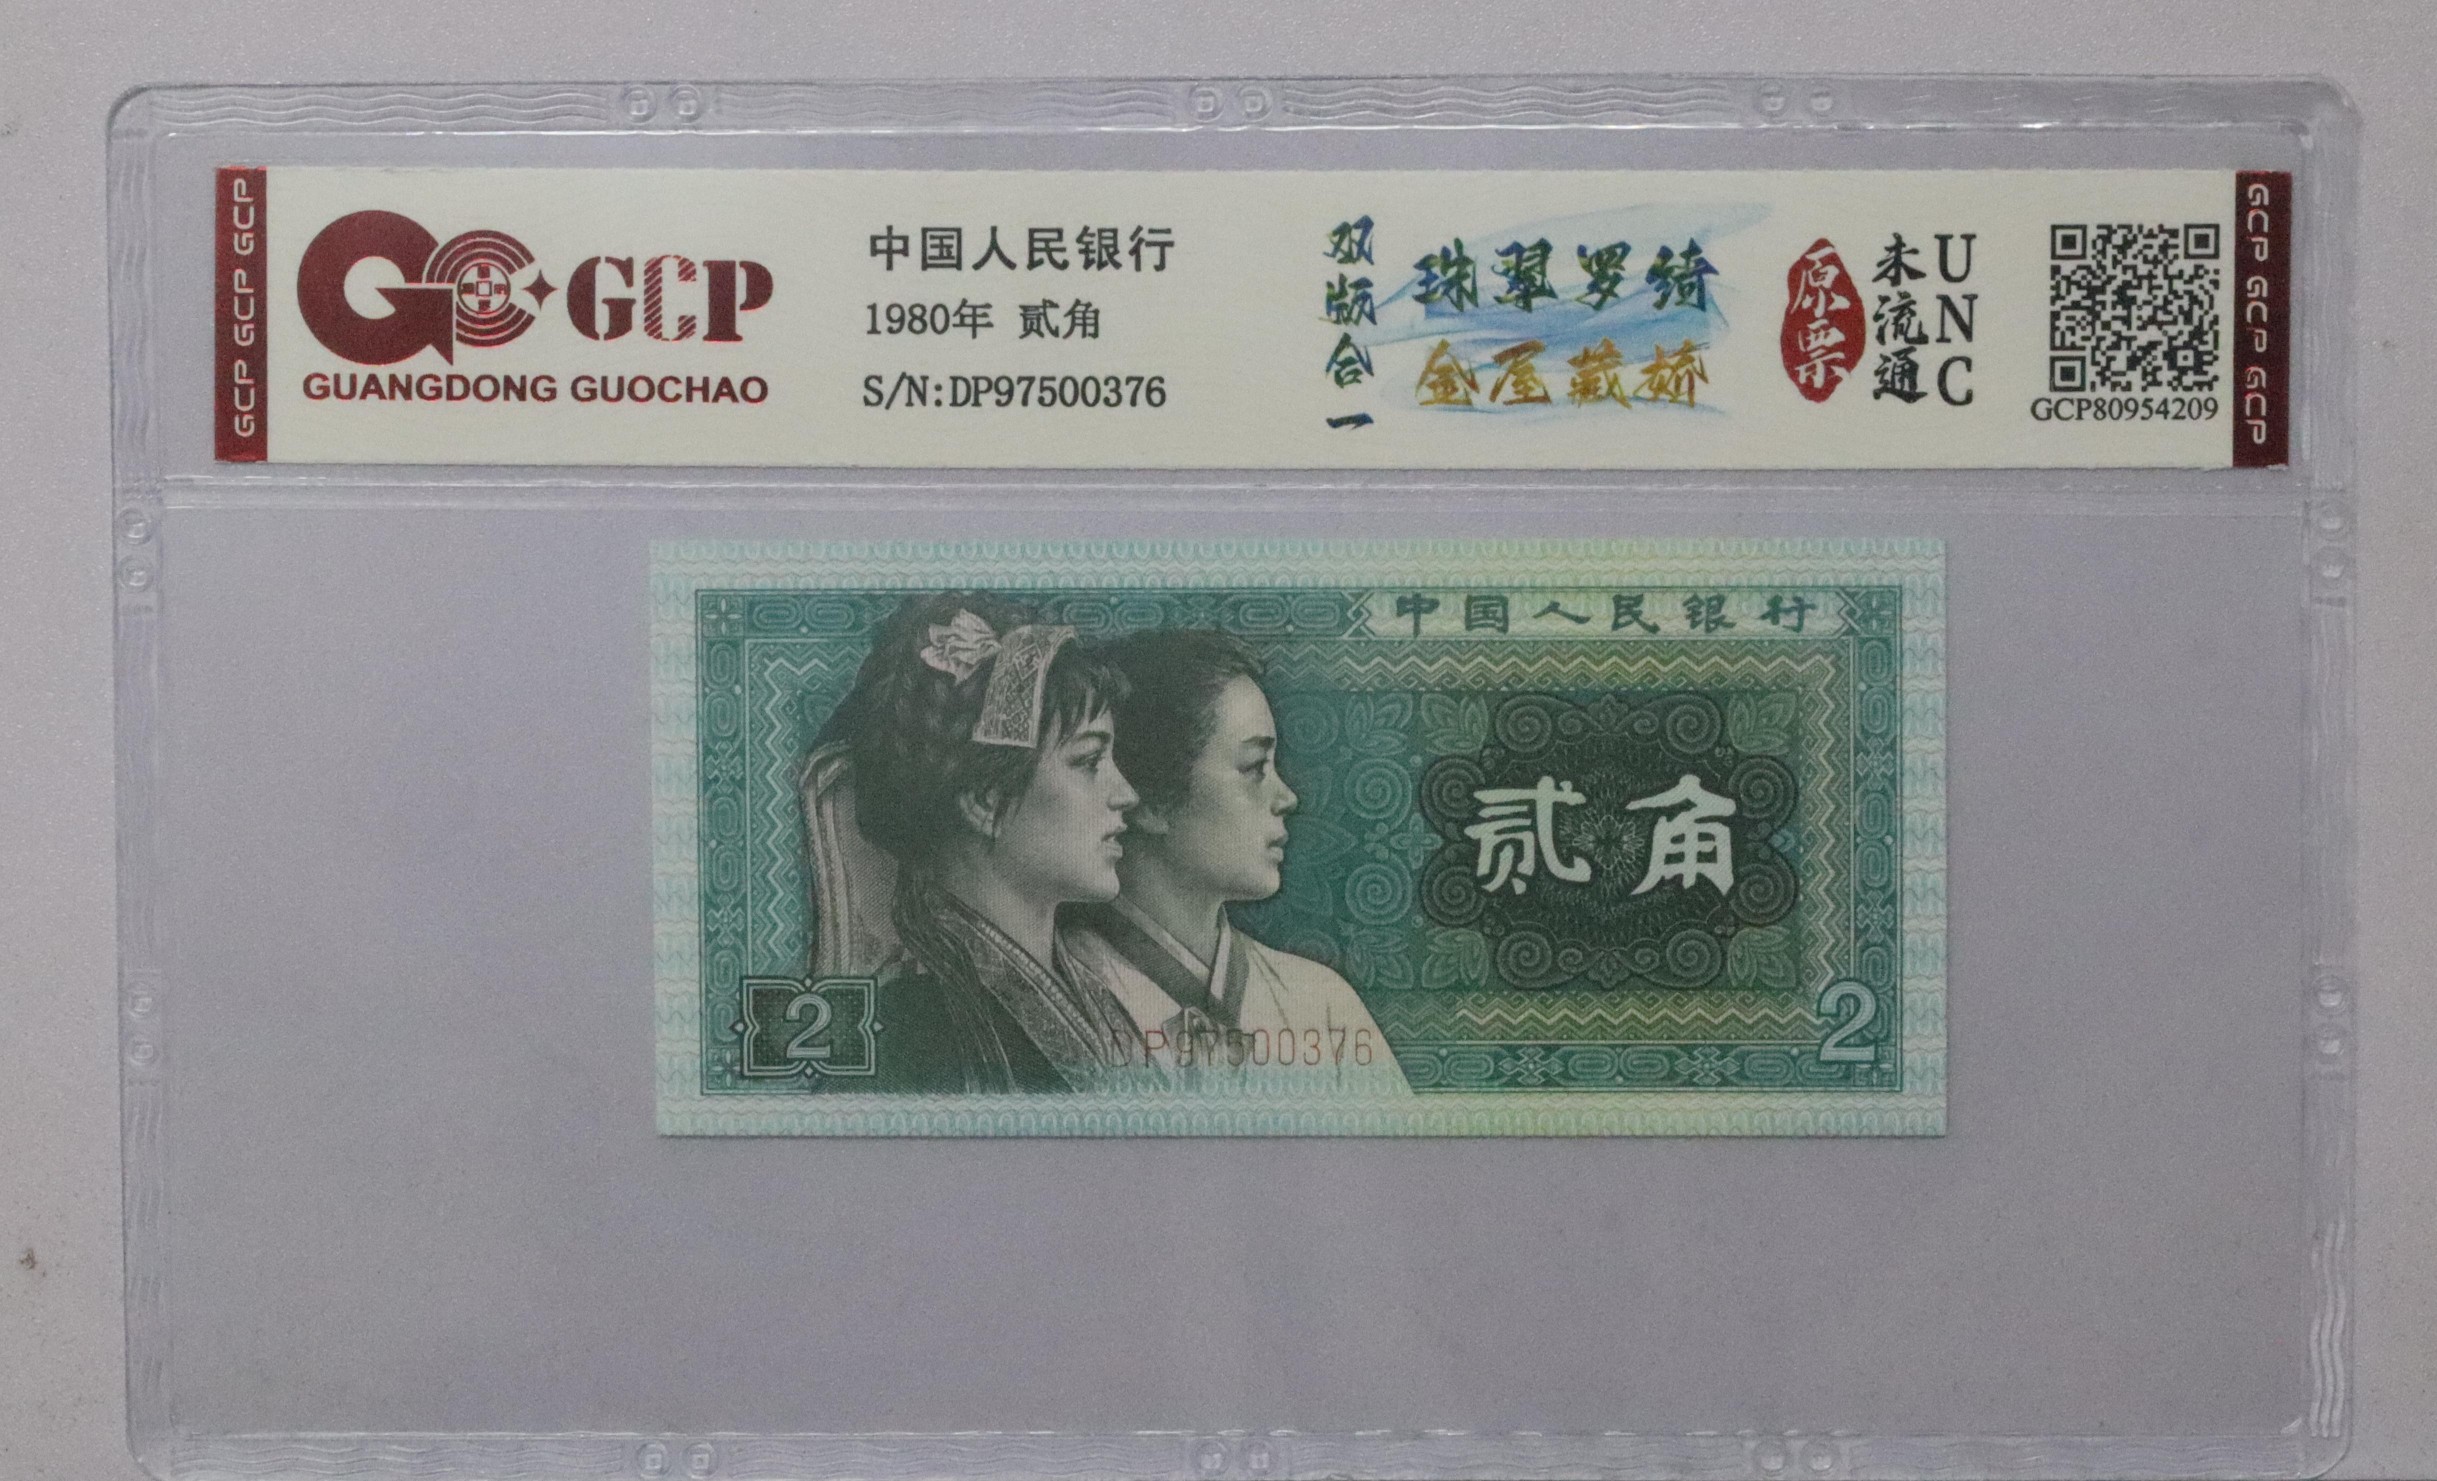 GCP GCP GCP
GCP
GUANGDONG GUOCHAO
中国人民银行
1980年 贰角
S/N:DP97500376
双版合一
珠翠罗绮
金屋藏娇
原票
未流通
UNC
GCP80954209
GCP GCP GCP
中国人民银行
贰角
2
DP97500376
2